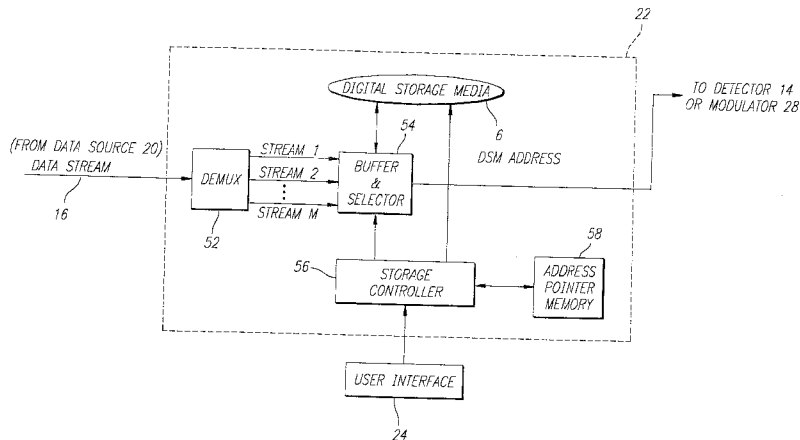 22
DIGITAL STORAGE MEDIA
TO DETECTOR 14
OR MODULATOR 28
6
54
(FROM DATA SOURCE 20)
DATA STREAM
16
DEMUX
52
STREAM 1
STREAM 2
STREAM M
BUFFER
&
SELECTOR
DSM ADDRESS
56
STORAGE
CONTROLLER
58
ADDRESS
POINTER
MEMORY
USER INTERFACE
24